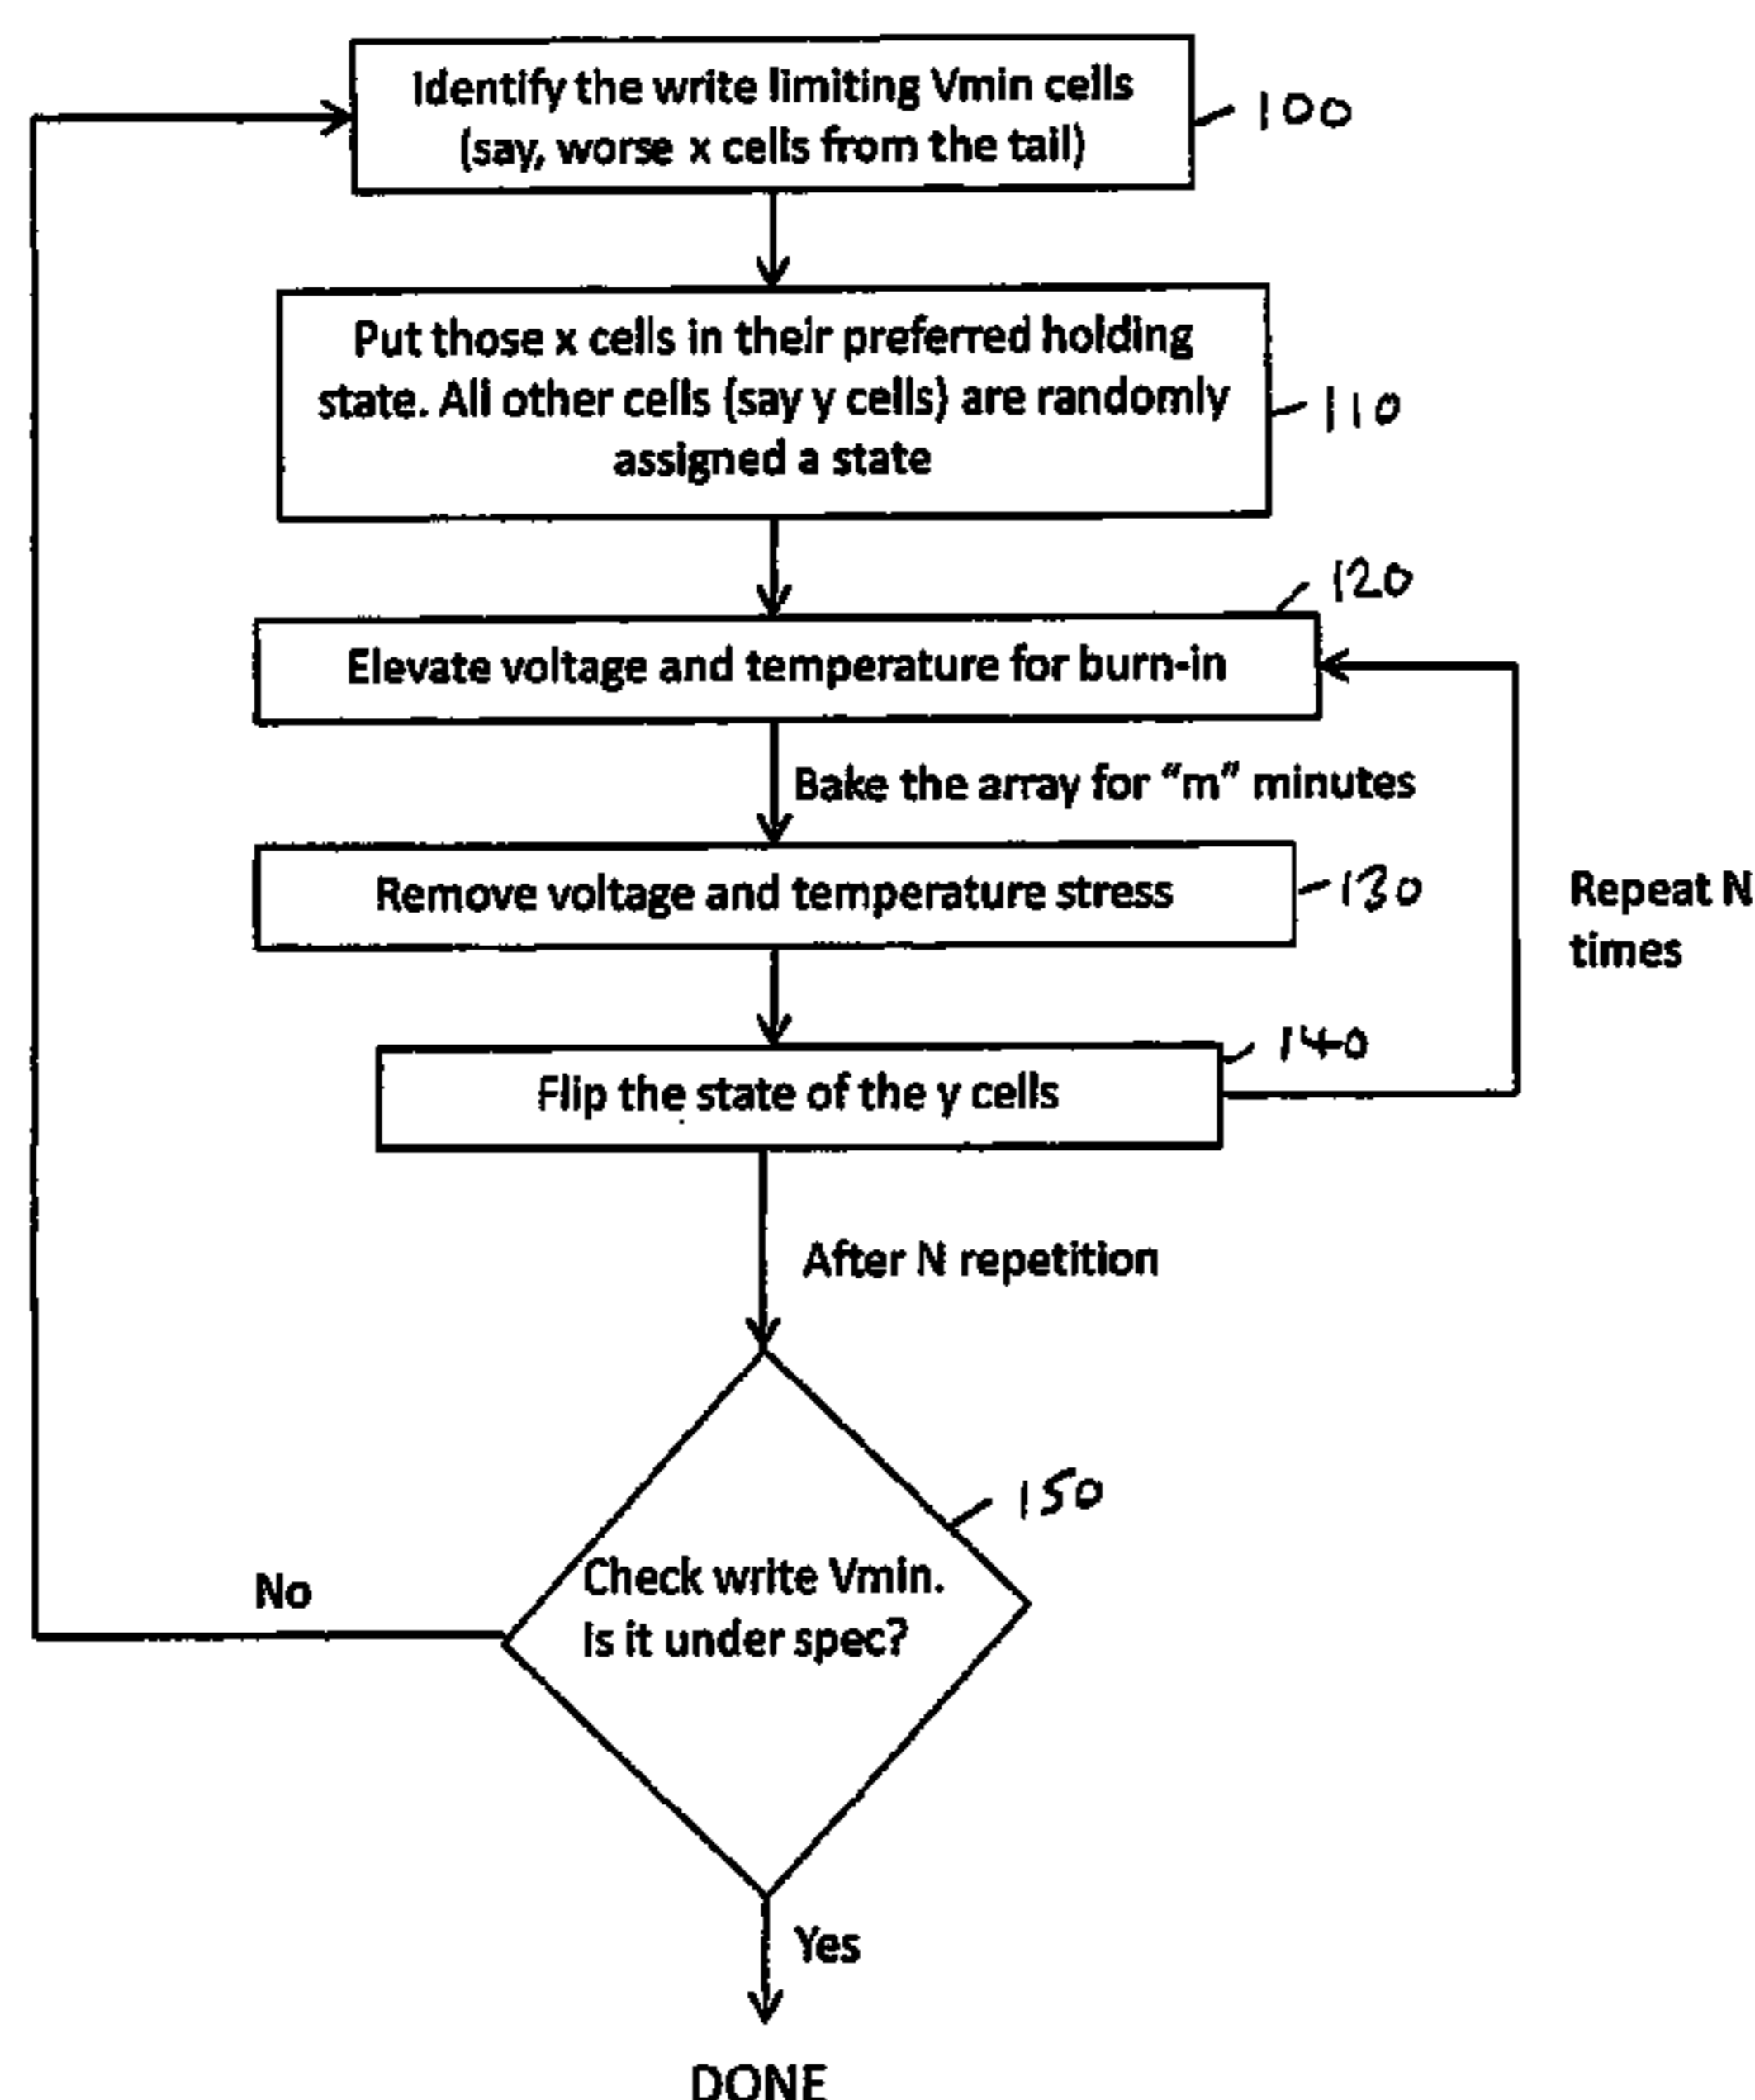 Identify the write limiting Vmin cells
(say, worse x cells from the tail)
100
Put those x cells in their preferred holding
state. All other cells (say y cells) are randomly
assigned a state
110
120
Elevate voltage and temperature for burn-in
Bake the array for “m” minutes
Remove voltage and temperature stress
130
Repeat N
times
140
Flip the state of the y cells
After N repetition
150
Check write Vmin.
Is it under spec?
No
Yes
DONE